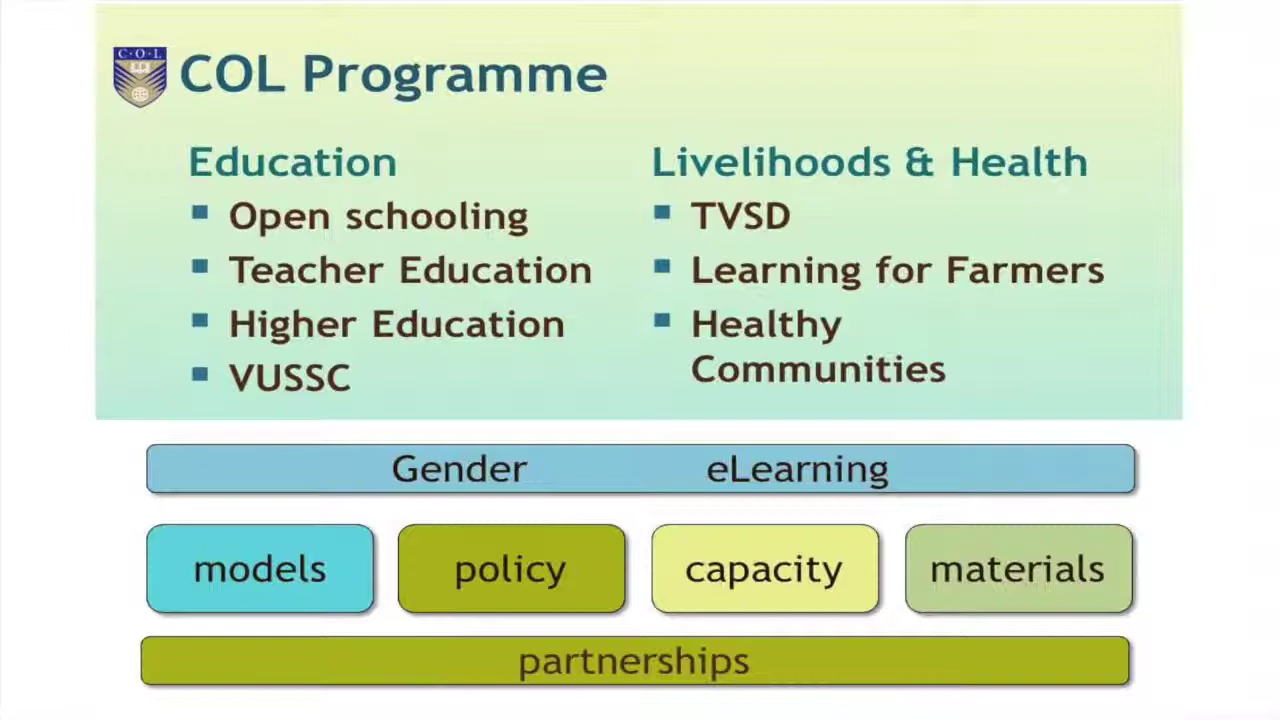 C·O·L
COL Programme
Education
▪ Open schooling
▪ Teacher Education
▪ Higher Education
▪ VUSSC
Livelihoods & Health
▪ TVSD
▪ Learning for Farmers
▪ Healthy
Communities
Gender eLearning
models policy capacity materials
partnerships